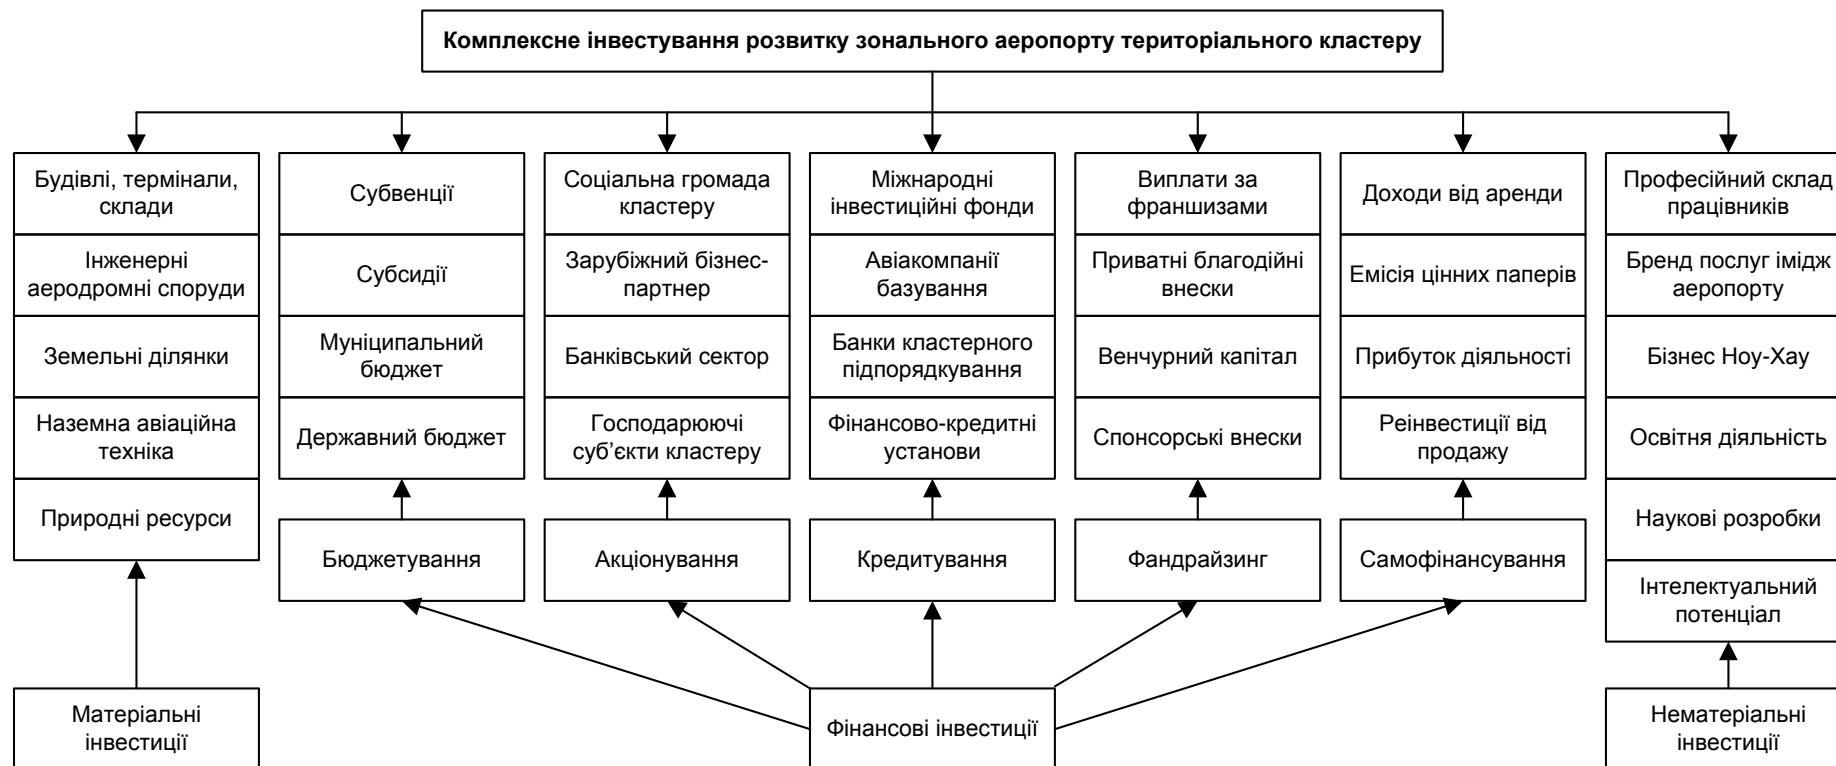 Комплексне інвестування розвитку зонального аеропорту територіального кластеру
Будівлі, термінали,
склади
Інженерні
аеродромні споруди
Земельні ділянки
Наземна авіаційна
техніка
Природні ресурси
Матеріальні
інвестиції
Субвенції
Субсидії
Муніципальний
бюджет
Державний бюджет
Бюджетування
Соціальна громада
кластеру
Зарубіжний бізнес-
партнер
Банківський сектор
Господарюючі
суб’єкти кластеру
Акціонування
Міжнародні
інвестиційні фонди
Авіакомпанії
базування
Банки кластерного
підпорядкування
Фінансово-кредитні
установи
Кредитування
Фінансові інвестиції
Виплати за
франшизами
Приватні благодійні
внески
Венчурний капітал
Спонсорські внески
Фандрайзинг
Доходи від аренди
Емісія цінних паперів
Прибуток діяльності
Реінвестиції від
продажу
Самофінансування
Професійний склад
працівників
Бренд послуг імідж
аеропорту
Бізнес Ноу-Хау
Освітня діяльність
Наукові розробки
Інтелектуальний
потенціал
Нематеріальні
інвестиції